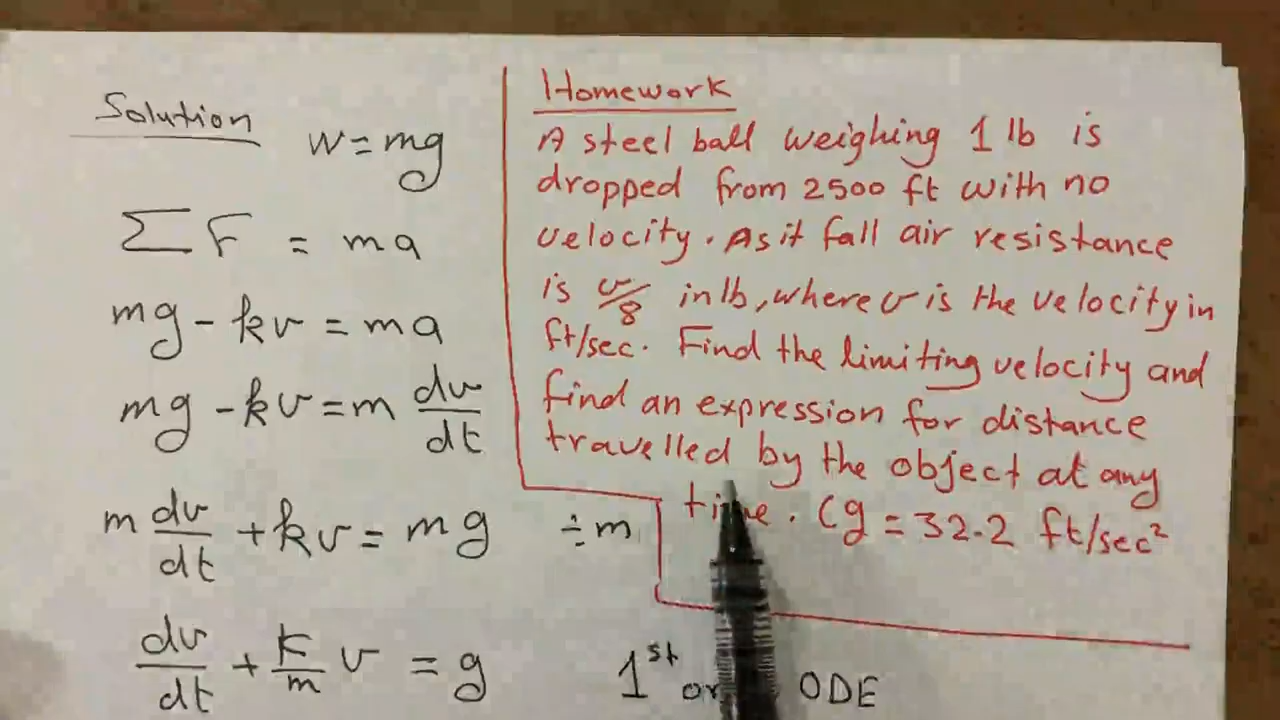 Solution
W=mg
ΣF = ma
mg - kv = ma
mg - kv = m dv/dt
m dv/dt + kv = mg ÷m
dv/dt + k/m v = g
1st ODE
Homework
A steel ball weighing 1 lb is
dropped from 2500 ft with no
velocity. As it fall air resistance
is v/8 in lb, where v is the velocity in
ft/sec. Find the limiting velocity and
find an expression for distance
travelled by the object at any
time. (g = 32.2 ft/sec²